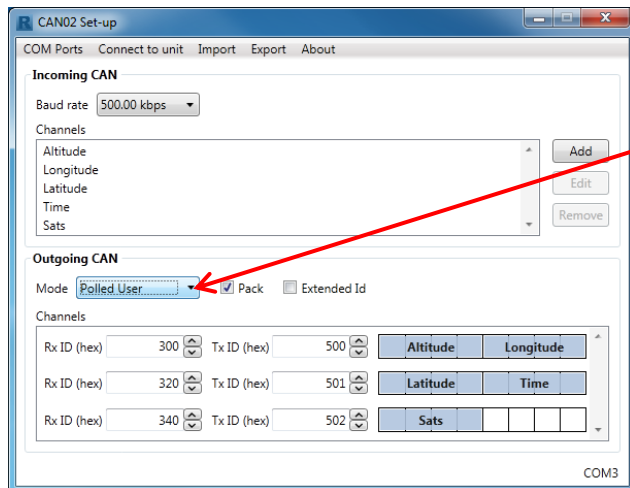 R CAN02 Set-up
COM Ports Connect to unit Import Export About
Incoming CAN
Baud rate 500.00 kbps
Channels
Altitude
Longitude
Latitude
Time
Sats
Add
Edit
Remove
Outgoing CAN
Mode Polled User Pack Extended Id
Channels
Rx ID (hex) 300 Tx ID (hex) 500 Altitude Longitude
Rx ID (hex) 320 Tx ID (hex) 501 Latitude Time
Rx ID (hex) 340 Tx ID (hex) 502 Sats
COM3